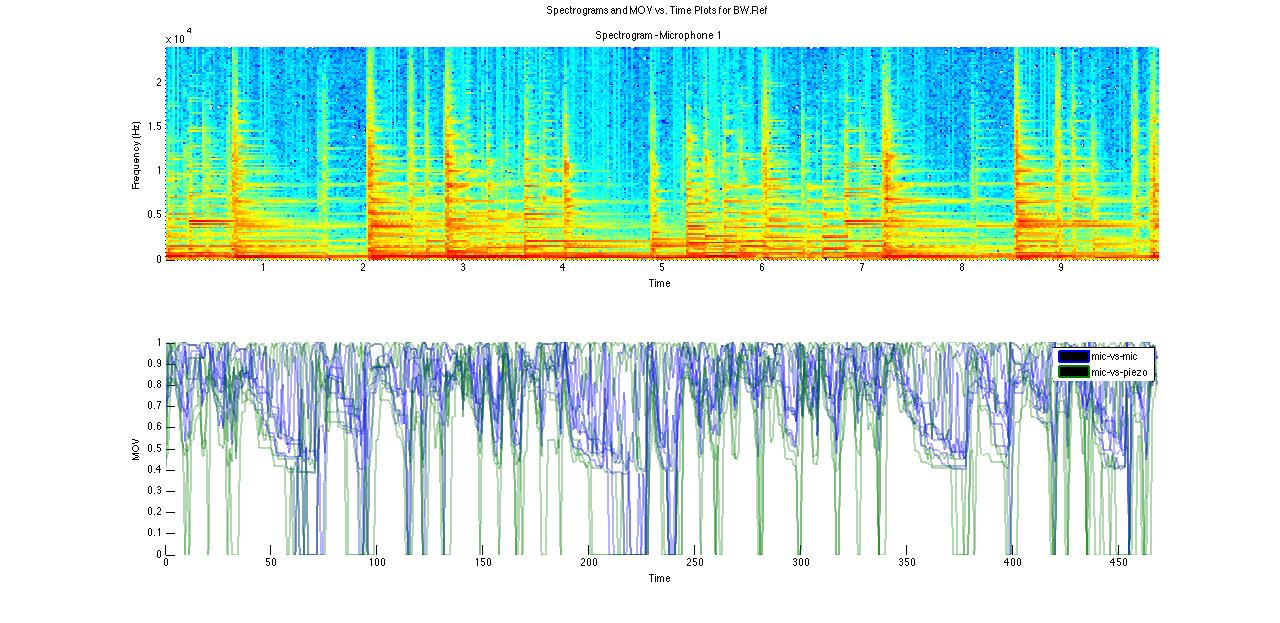 Spectrograms and MOV vs. Time Plots for BW.Ref
Spectrogram - Microphone 1
x 10^4
Frequency (Hz)
2
1.5
1
0.5
0
1 2 3 4 5 6 7 8 9
Time
MOV
1
0.9
0.8
0.7
0.6
0.5
0.4
0.3
0.2
0.1
0
mic-vs-mic
mic-vs-piezo
0 50 100 150 200 250 300 350 400 450
Time